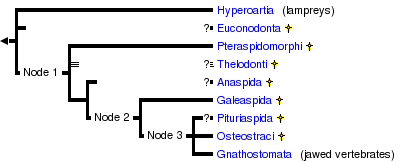 Hyperoartia (lampreys)
? Euconodonta
Pteraspidomorphi
Node 1
? Thelodonti
? Anaspida
Galeaspida
Node 2
? Pituriaspida
Node 3 Osteostraci
Gnathostomata (jawed vertebrates)